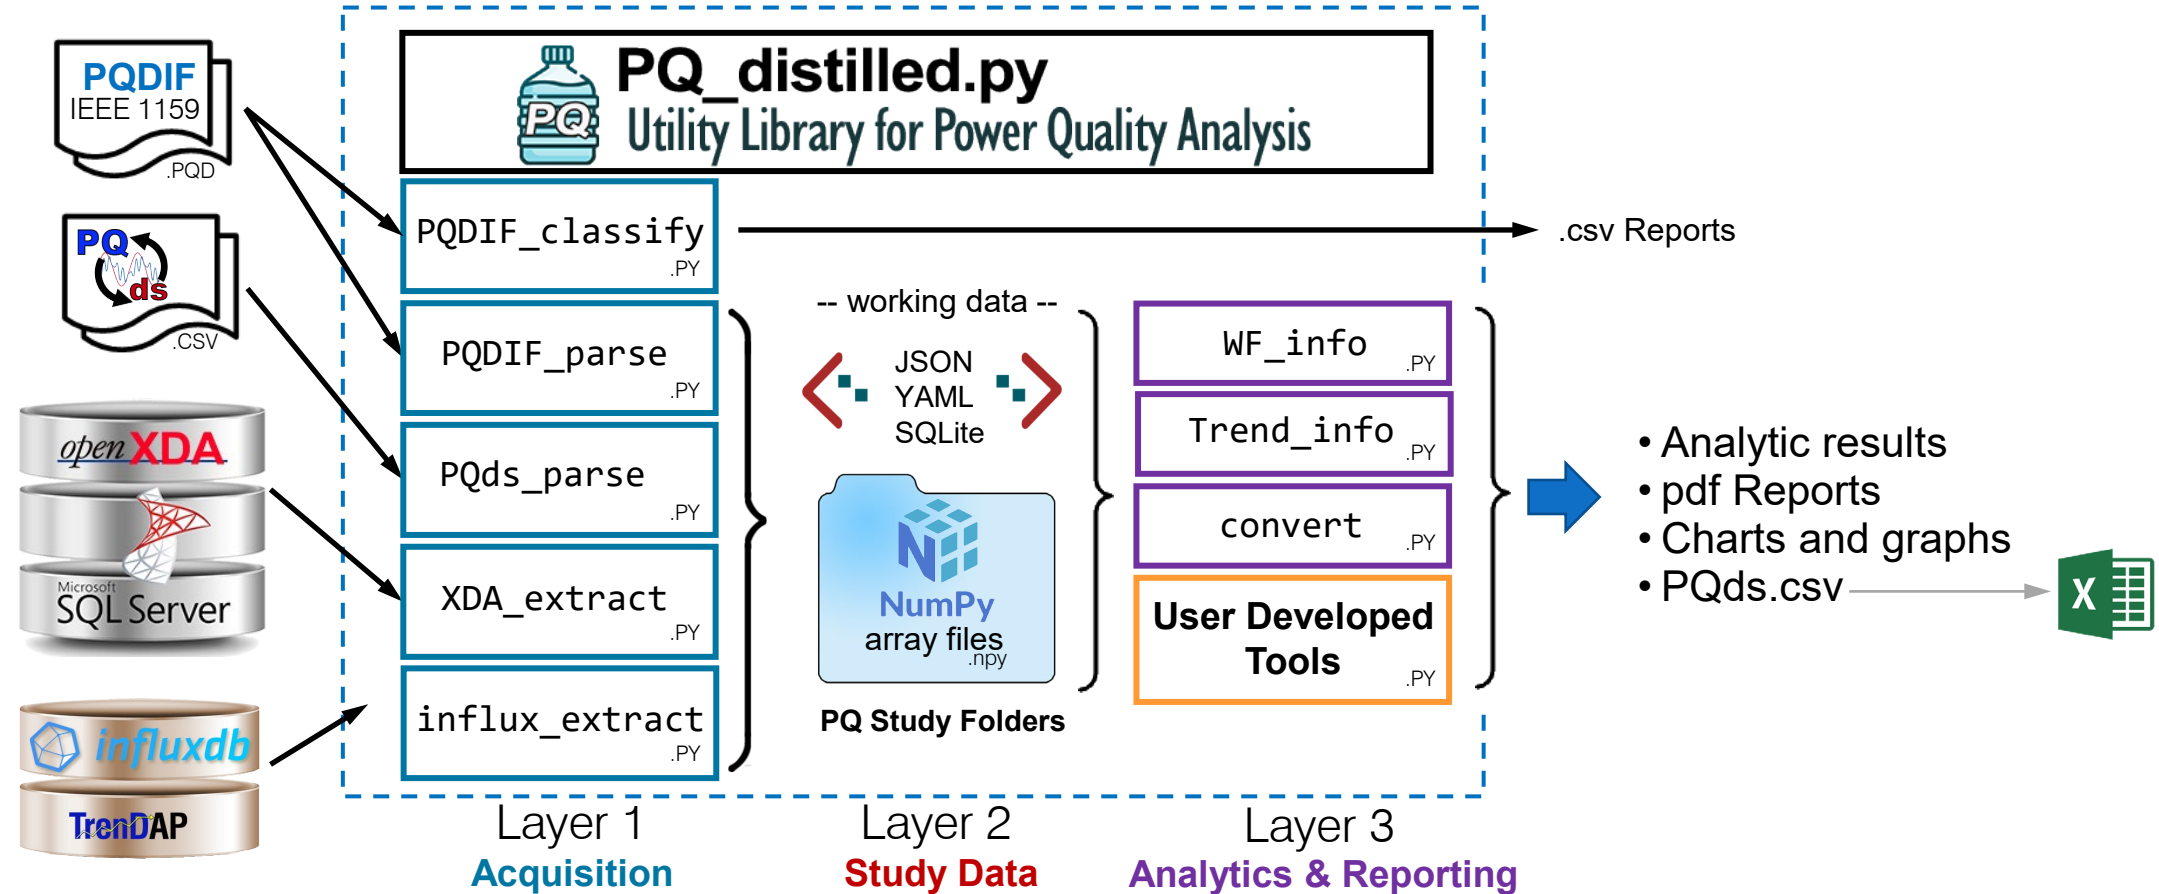 PQDIF
IEEE 1159
.PQD
PQ
ds
.CSV
open XDA
Microsoft
SQL Server
influxdb
TrenDAP
PQ
PQ_distilled.py
Utility Library for Power Quality Analysis
PQDIF_classify
.PY
PQDIF_parse
.PY
PQds_parse
.PY
XDA_extract
.PY
influx_extract
.PY
Layer 1
Acquisition
-- working data --
JSON
YAML
SQLite
NumPy
array files
.npy
PQ Study Folders
Layer 2
Study Data
WF_info
.PY
Trend_info
.PY
convert
.PY
User Developed
Tools
.PY
Layer 3
Analytics & Reporting
.csv Reports
• Analytic results
• pdf Reports
• Charts and graphs
• PQds.csv
X